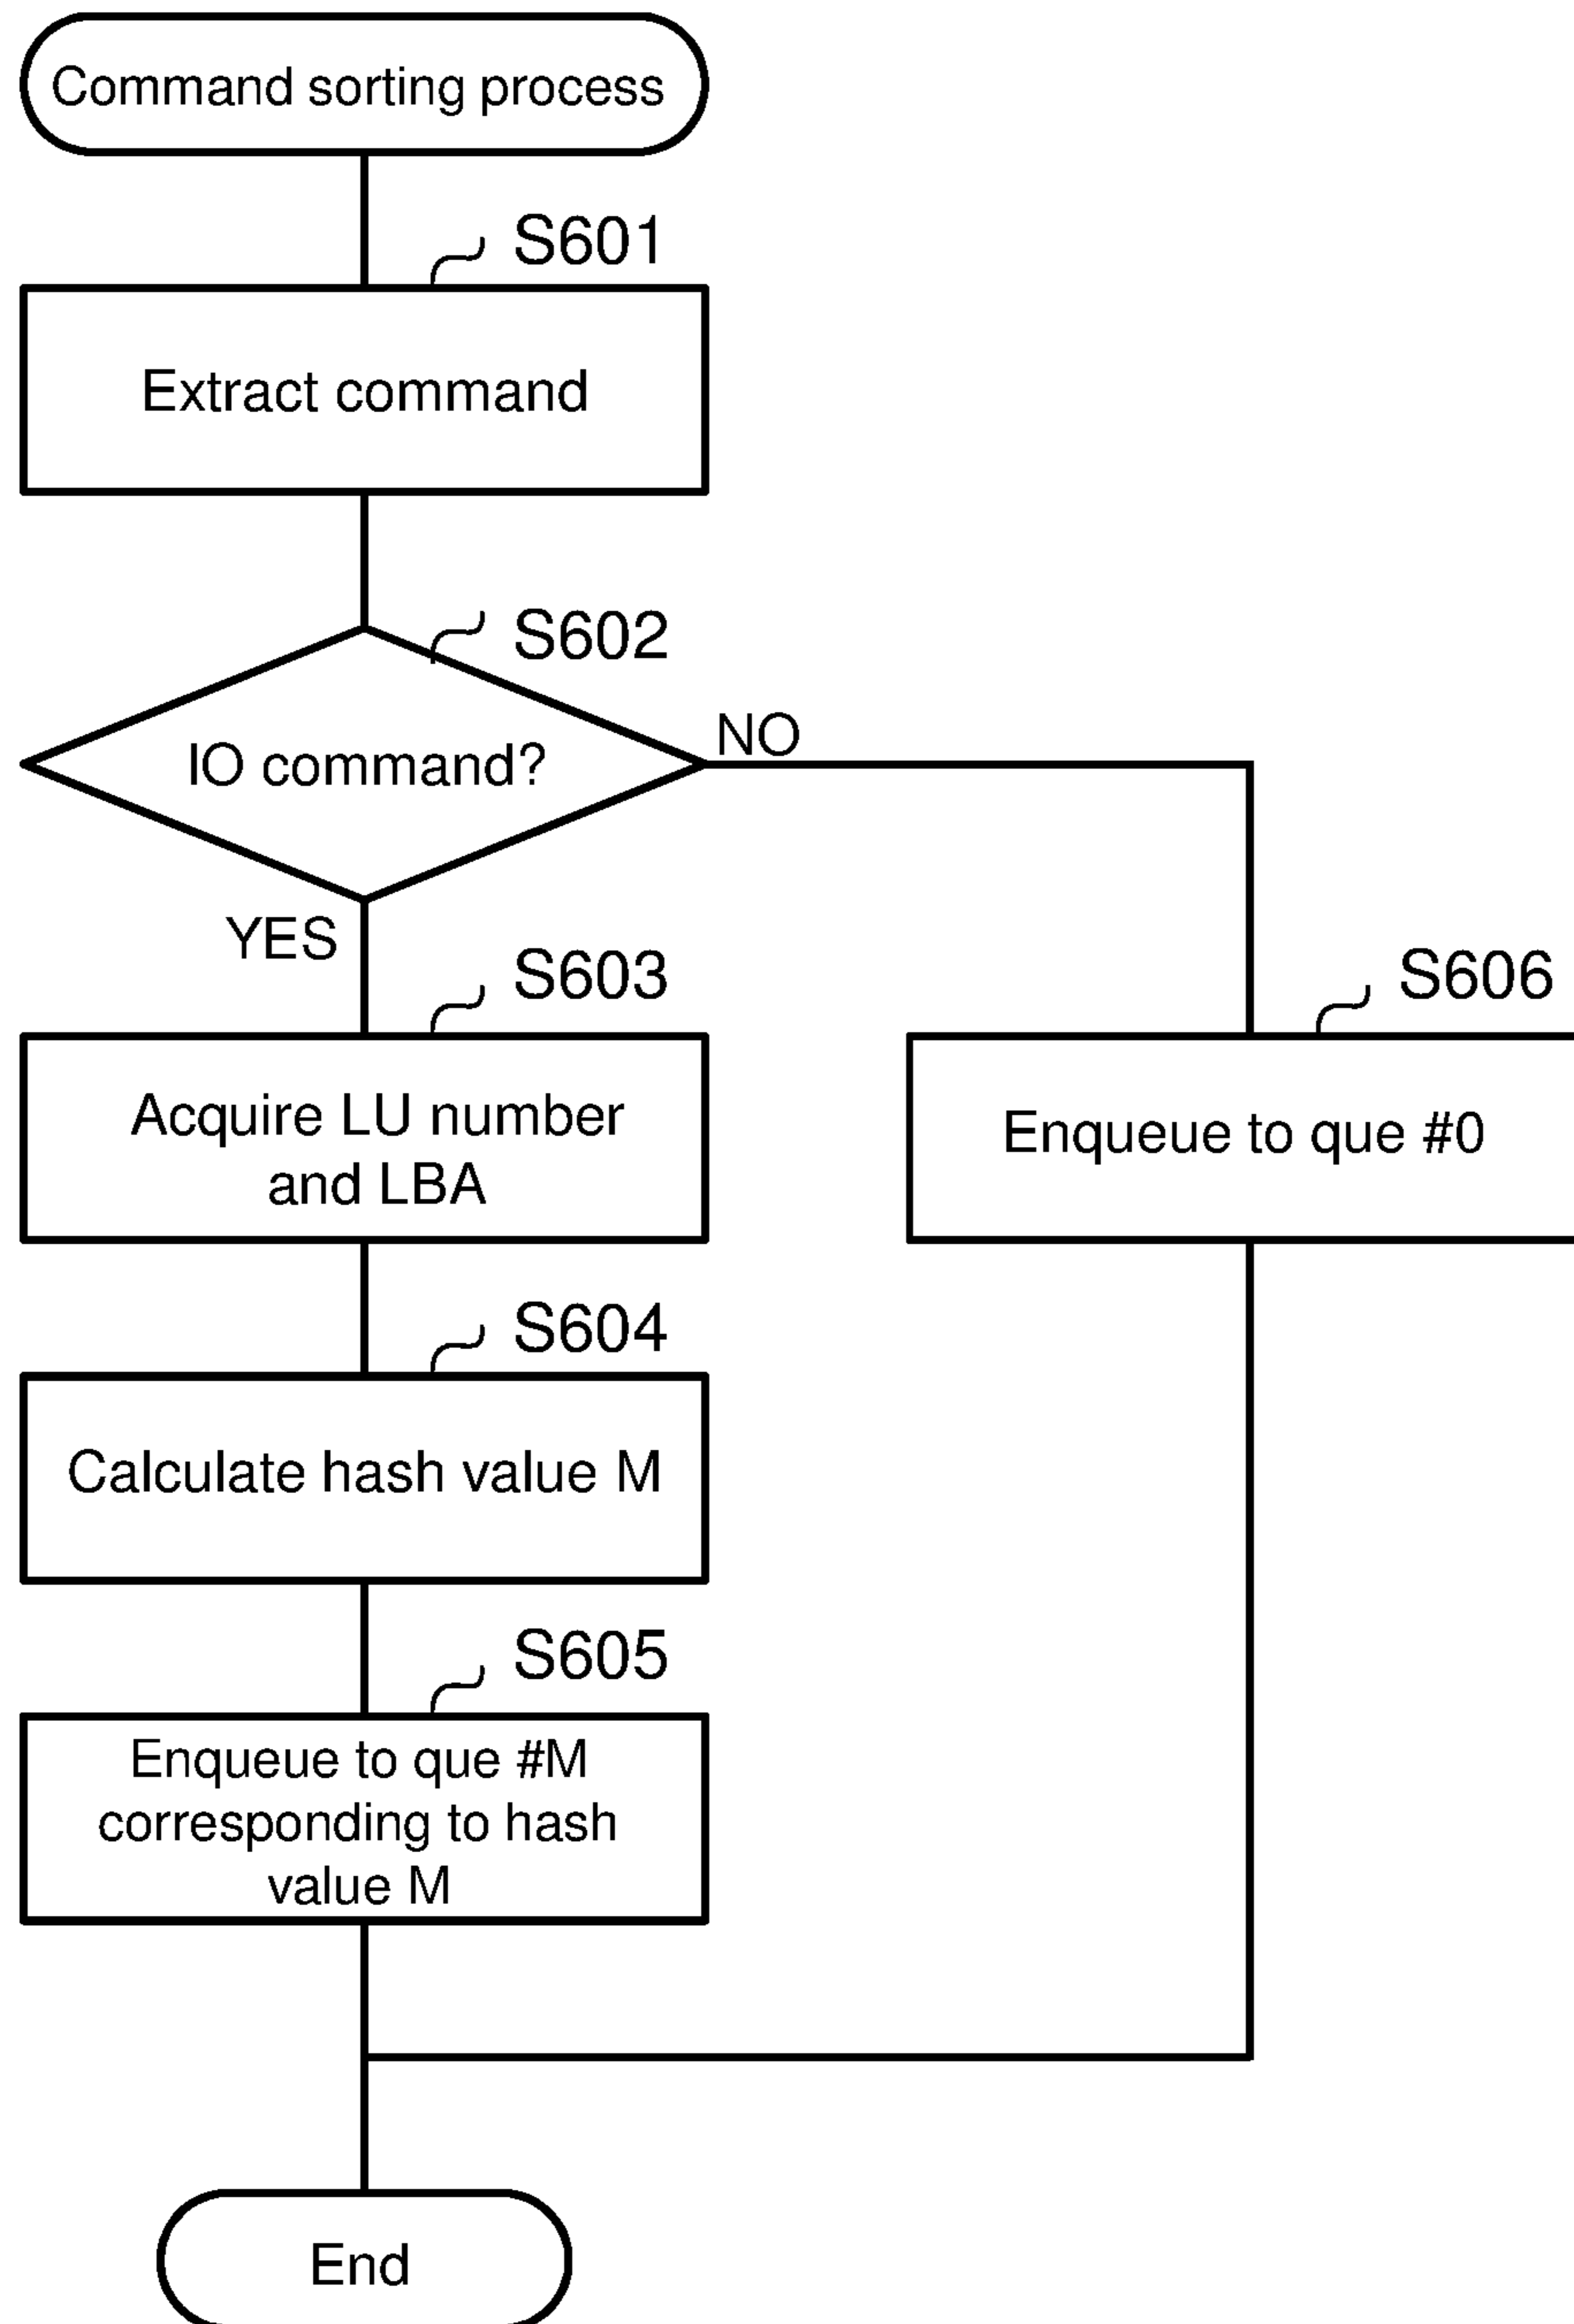 Command sorting process
S601
Extract command
S602
IO command?
NO
YES
S603
S606
Acquire LU number
and LBA
Enqueue to que #0
S604
Calculate hash value M
S605
Enqueue to que #M
corresponding to hash
value M
End